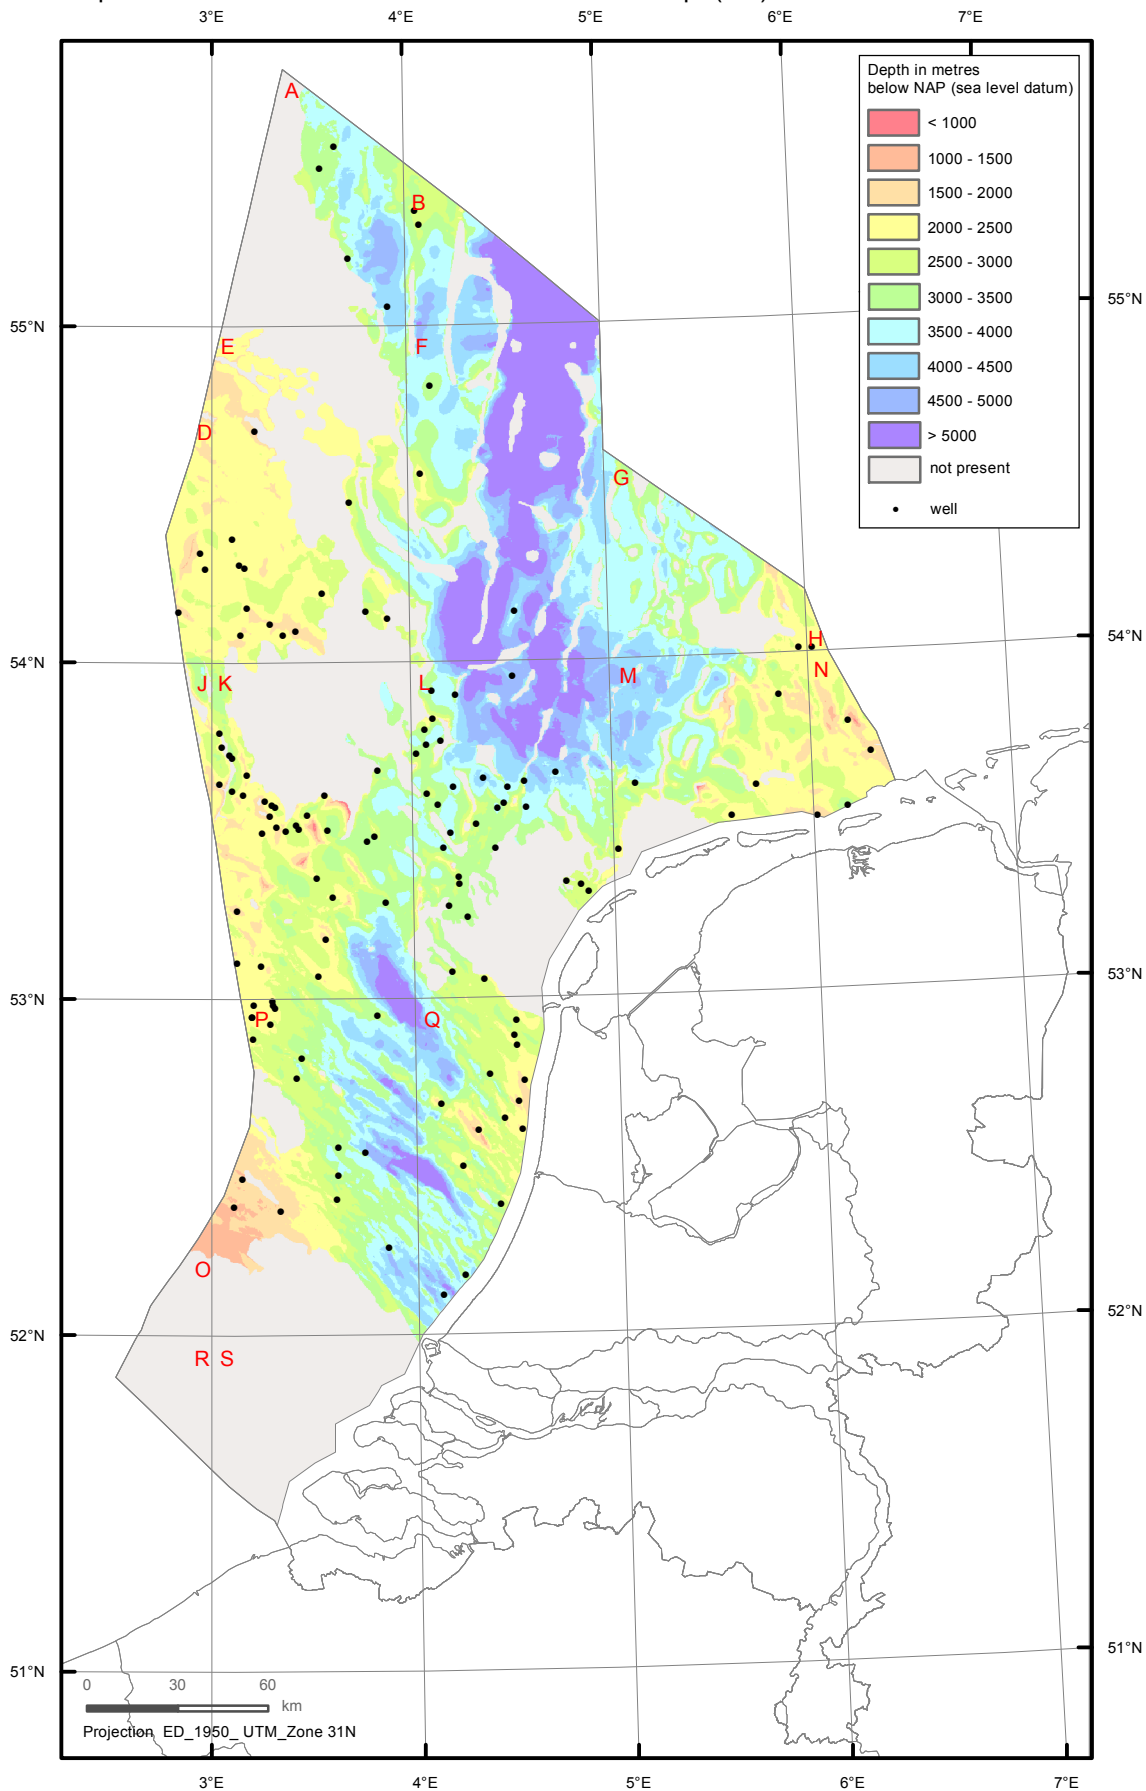 3°E 4°E 5°E 6°E 7°E
Depth in metres
below NAP (sea level datum)
< 1000
1000 - 1500
1500 - 2000
2000 - 2500
2500 - 3000
3000 - 3500
3500 - 4000
4000 - 4500
4500 - 5000
> 5000
not present
well
A
B
55°N
55°N
E F
D
G
54°N
H
54°N
J K L M N
53°N
53°N
P Q
O
52°N
52°N
R S
51°N
51°N
0 30 60
km
Projection ED_1950_ UTM_Zone 31N
3°E 4°E 5°E 6°E 7°E